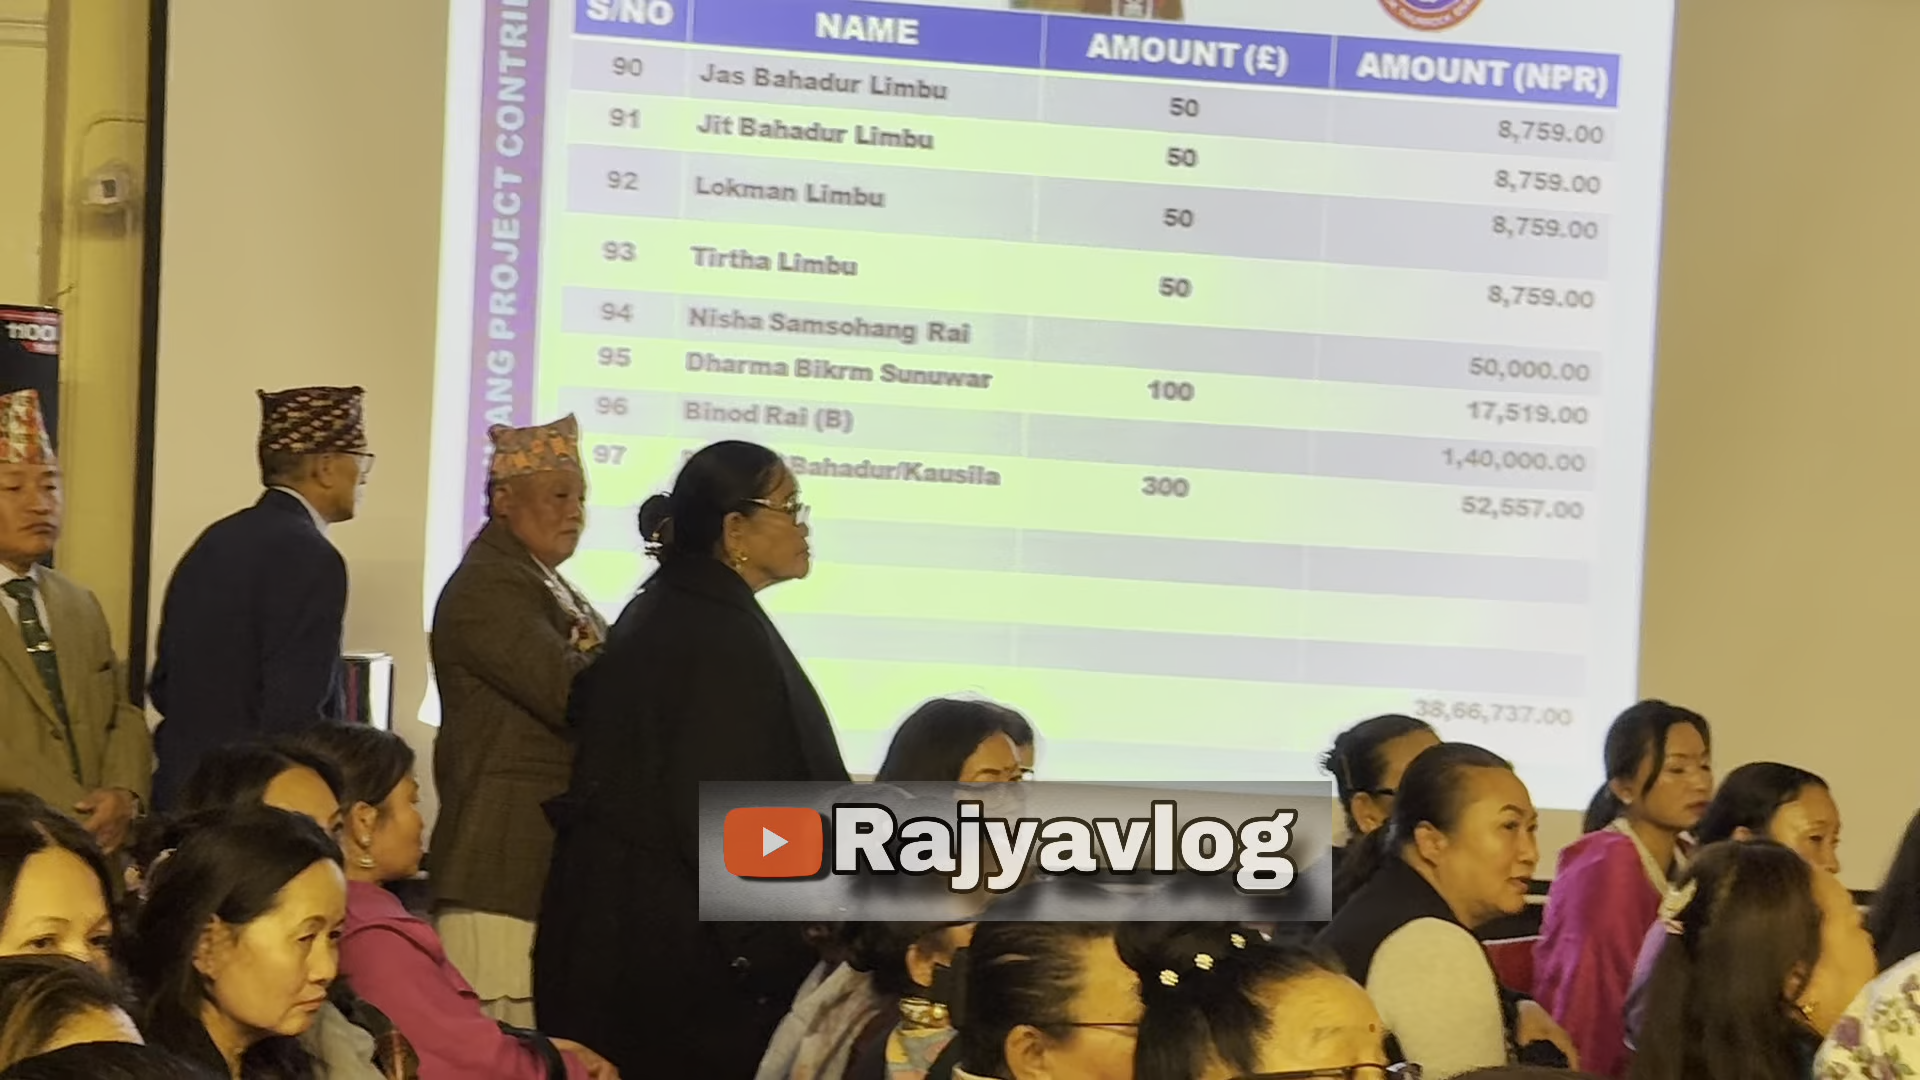 S/NO NAME AMOUNT (£) AMOUNT (NPR)
90 Jas Bahadur Limbu 50 8,759.00
91 Jit Bahadur Limbu 50 8,759.00
92 Lokman Limbu 50 8,759.00
93 Tirtha Limbu 50 8,759.00
94 Nisha Samsohang Rai 50,000.00
95 Dharma Bikrm Sunuwar 100 17,519.00
96 Binod Rai (B) 1,40,000.00
97 Bahadur/Kausila 300 52,557.00
38,66,737.00
PROJECT
1100
Rajyavlog